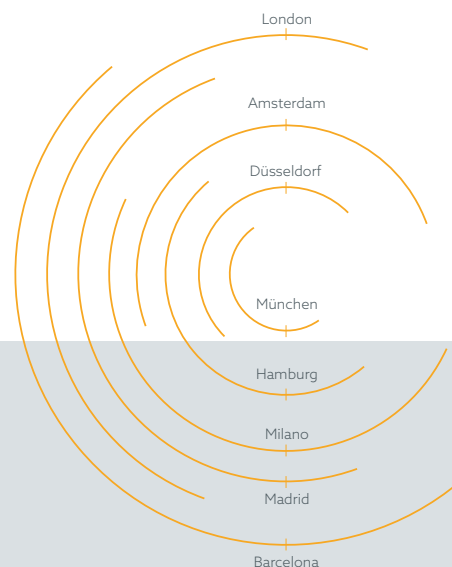 London
Amsterdam
Düsseldorf
München
Hamburg
Milano
Madrid
Barcelona